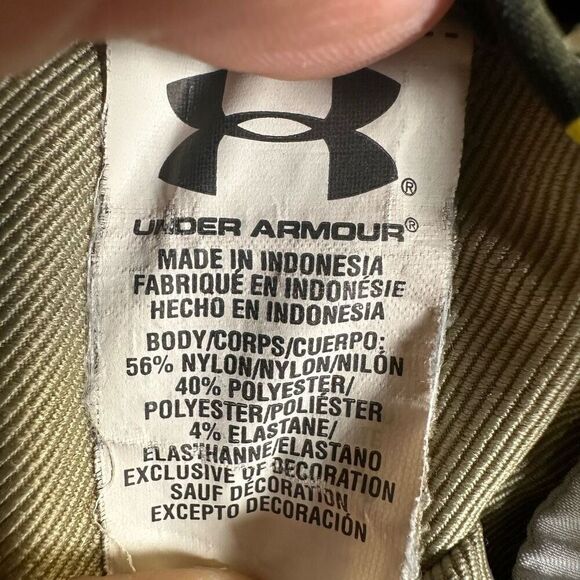 ®
UNDER ARMOUR®
MADE IN INDONESIA
FABRIQUÉ EN INDONÉSIE
HECHO EN INDONESIA
BODY/CORPS/CUERPO:
56% NYLON/NYLON/NILÓN
40% POLYESTER/
POLYESTER/POLIÉSTER
4% ELASTANE/
ELASTHANNE/ELASTANO
EXCLUSIVE OF DECORATION
SAUF DÉCORATION
EXCEPTO DECORACIÓN